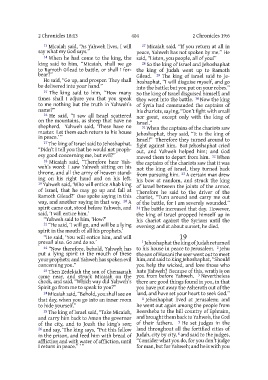 2 Chronicles 18:13
404
2 Chronicles 19:6
13 Micaiah said, “As Yahweh lives, I will
say what my God says.”
14 When he had come to the king, the
king said to him, “Micaiah, shall we go
to Ramoth Gilead to battle, or shall I for-
bear?”
He said, “Go up, and prosper. They shall
be delivered into your hand.”
15 The king said to him, “How many
times shall I adjure you that you speak
to me nothing but the truth in Yahweh’s
name?”
16 He said, “I saw all Israel scattered
on the mountains, as sheep that have no
shepherd. Yahweh said, ‘These have no
master. Let them each return to his house
in peace.’”
17 The king of Israel said to Jehoshaphat,
“Didn’t I tell you that he would not proph-
esy good concerning me, but evil?”
18 Micaiah said, “Therefore hear Yah-
weh’s word: I saw Yahweh sitting on his
throne, and all the army of heaven stand-
ing on his right hand and on his left.
19 Yahweh said, ‘Who will entice Ahab king
of Israel, that he may go up and fall at
Ramoth Gilead?’ One spoke saying in this
way, and another saying in that way. 20 A
spirit came out, stood before Yahweh, and
said, ‘I will entice him.’
“Yahweh said to him, ‘How?’
21 “He said, ‘I will go, and will be a lying
spirit in the mouth of all his prophets.’
“He said, ‘You will entice him, and will
prevail also. Go and do so.’
22 “Now therefore, behold, Yahweh has
put a lying spirit in the mouth of these
your prophets; and Yahweh has spoken evil
concerning you.”
23 Then Zedekiah the son of Chenaanah
came near, and struck Micaiah on the
cheek, and said, “Which way did Yahweh’s
Spirit go from me to speak to you?”
24 Micaiah said, “Behold, you shall see on
that day, when you go into an inner room
to hide yourself.”
25 The king of Israel said, “Take Micaiah,
and carry him back to Amon the governor
of the city, and to Joash the king’s son;
26 and say, ‘The king says, “Put this fellow
in the prison, and feed him with bread of
affliction and with water of affliction, until
I return in peace.”’”
27 Micaiah said, “If you return at all in
peace, Yahweh has not spoken by me.” He
said, “Listen, you people, all of you!”
28 So the king of Israel and Jehoshaphat
the king of Judah went up to Ramoth
Gilead. 29 The king of Israel said to Je-
hoshaphat, “I will disguise myself, and go
into the battle; but you put on your robes.”
So the king of Israel disguised himself; and
they went into the battle. 30 Now the king
of Syria had commanded the captains of
his chariots, saying, “Don’t fight with small
nor great, except only with the king of
Israel.”
31 When the captains of the chariots saw
Jehoshaphat, they said, “It is the king of
Israel!” Therefore they turned around to
fight against him. But Jehoshaphat cried
out, and Yahweh helped him; and God
moved them to depart from him. 32 When
the captains of the chariots saw that it was
not the king of Israel, they turned back
from pursuing him. 33 A certain man drew
his bow at random, and struck the king
of Israel between the joints of the armor.
Therefore he said to the driver of the
chariot, “Turn around and carry me out
of the battle, for I am severely wounded.”
34 The battle increased that day. However,
the king of Israel propped himself up in
his chariot against the Syrians until the
evening; and at about sunset, he died.
19
1 Jehoshaphat the king of Judah returned
to his house in peace to Jerusalem. 2 Jehu
the son of Hanani the seer went out to meet
him, and said to king Jehoshaphat, “Should
you help the wicked, and love those who
hate Yahweh? Because of this, wrath is on
you from before Yahweh. 3 Nevertheless
there are good things found in you, in that
you have put away the Asheroth out of the
land, and have set your heart to seek God.”
4 Jehoshaphat lived at Jerusalem; and
he went out again among the people from
Beersheba to the hill country of Ephraim,
and brought them back to Yahweh, the God
of their fathers. 5 He set judges in the
land throughout all the fortified cities of
Judah, city by city, 6 and said to the judges,
“Consider what you do, for you don’t judge
for man, but for Yahweh; and he is with you